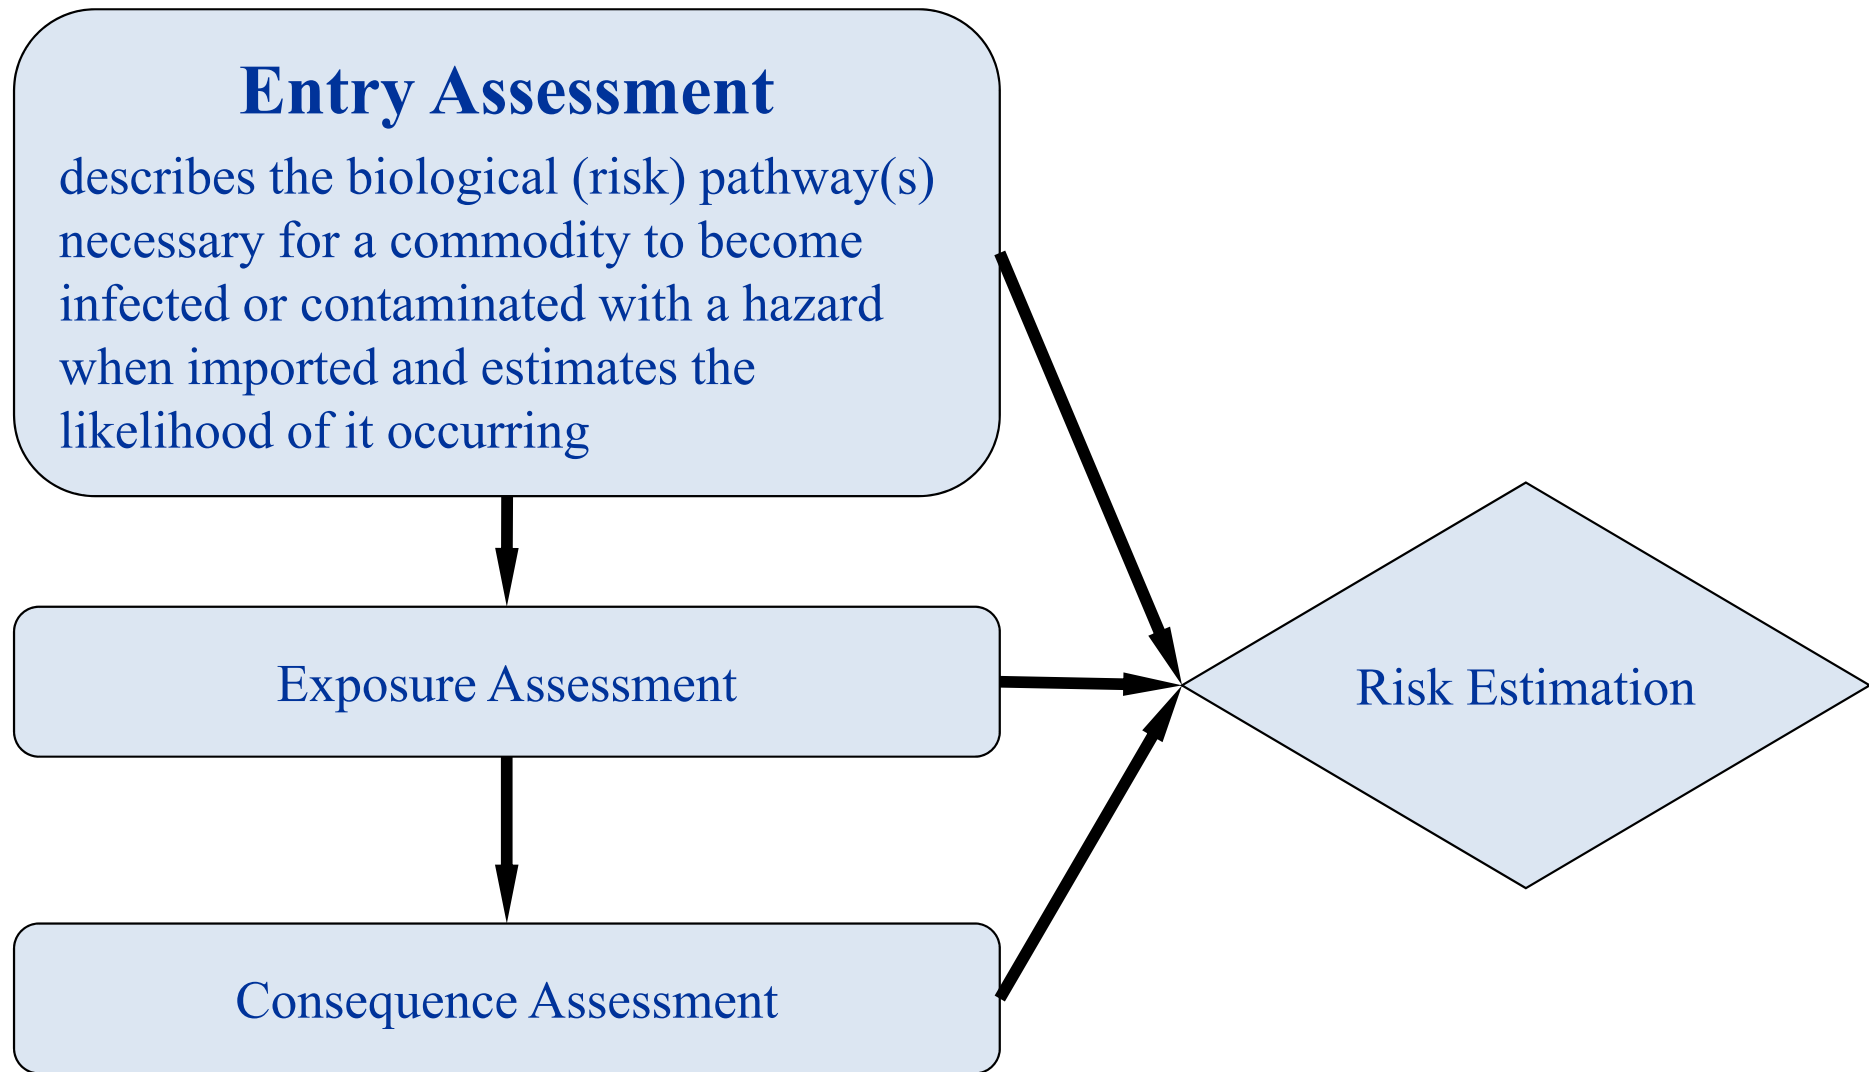 Entry Assessment
describes the biological (risk) pathway(s)
necessary for a commodity to become
infected or contaminated with a hazard
when imported and estimates the
likelihood of it occurring
Exposure Assessment
Risk Estimation
Consequence Assessment